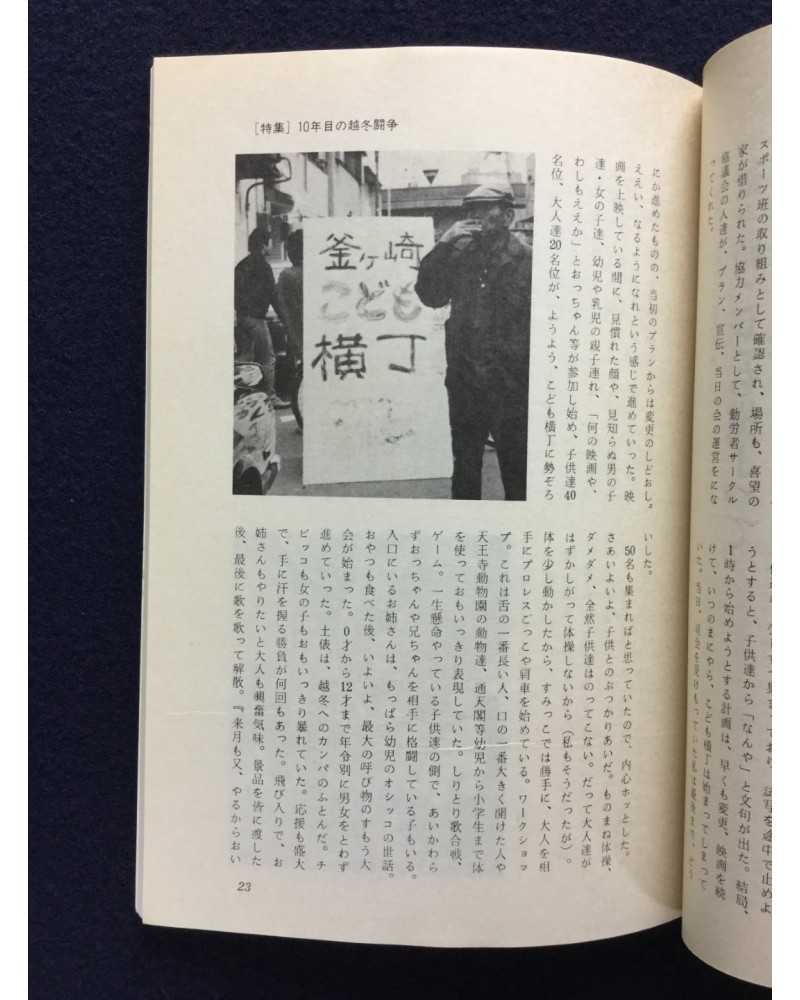 スポーツ班の取り組みとして確認され、場所も、喜望の
家が借りられた。協力メンバーとして、勤労者サークル
協議会の人達が、プラン、宣伝、当日の会の運営をにな
ってくれた。
うとすると、子供達から「なんや」と文句が出た。結局、
1時から始めようとする計画は、早くも変更、映画を続
けて、いつのまにやら、こども横丁は始まってしまって
いた。当日、司会を受けもっていた私は
[特集] 10年目の越冬闘争
釜ヶ崎
こども
横丁
にか進めたものの、当初のプランからは変更のしどおし。
ええい、なるようになれという感じで進めていった。映
画を上映している間に、見慣れた顔や、見知らぬ男の子
達・女の子達、幼児や乳児の親子連れ、「何の映画や、
わしもええか」とおっちゃん等が参加し始め、子供達40
名位、大人達20名位が、ようよう、こども横丁に勢ぞろ
いした。
50名も集まればと思っていたので、内心ホッとした。
さあいよいよ、子供とのぶっかりあいだ。ものまね体操、
ダメダメ、全然子供達はのってこない。だって大人達が
はずかしがって体操しないから(私もそうだったが)。
体を少し動かしたから、すみっこでは勝手に、大人を相
手にプロレスごっこや肩車を始めている。ワークショッ
プ。これは舌の一番長い人、口の一番大きく開けた人や
天王寺動物園の動物達、通天閣等幼児から小学生まで体
を使っておもいっきり表現していた。しりとり歌合戦、
ゲーム。一生懸命やっている子供達の側で、あいかわら
ずおっちゃんや兄ちゃんを相手に格闘している子もいる。
入口にいるお姉さんは、もっぱら幼児のオシッコの世話。
おやつも食べた後、いよいよ、最大の呼び物のすもう大
会が始まった。0才から12才まで年令別に男女をとわず
進めていった。土俵は、越冬へのカンパのふとんだ。チ
ビッコも女の子もおもいっきり暴れていた。応援も盛大
で、手に汗を握る勝負が何回もあった。飛び入りで、お
姉さんもやりたいと大人も興奮気味。景品を皆に渡した
後、最後に歌を歌って解散。『来月も又、やるからおい
23